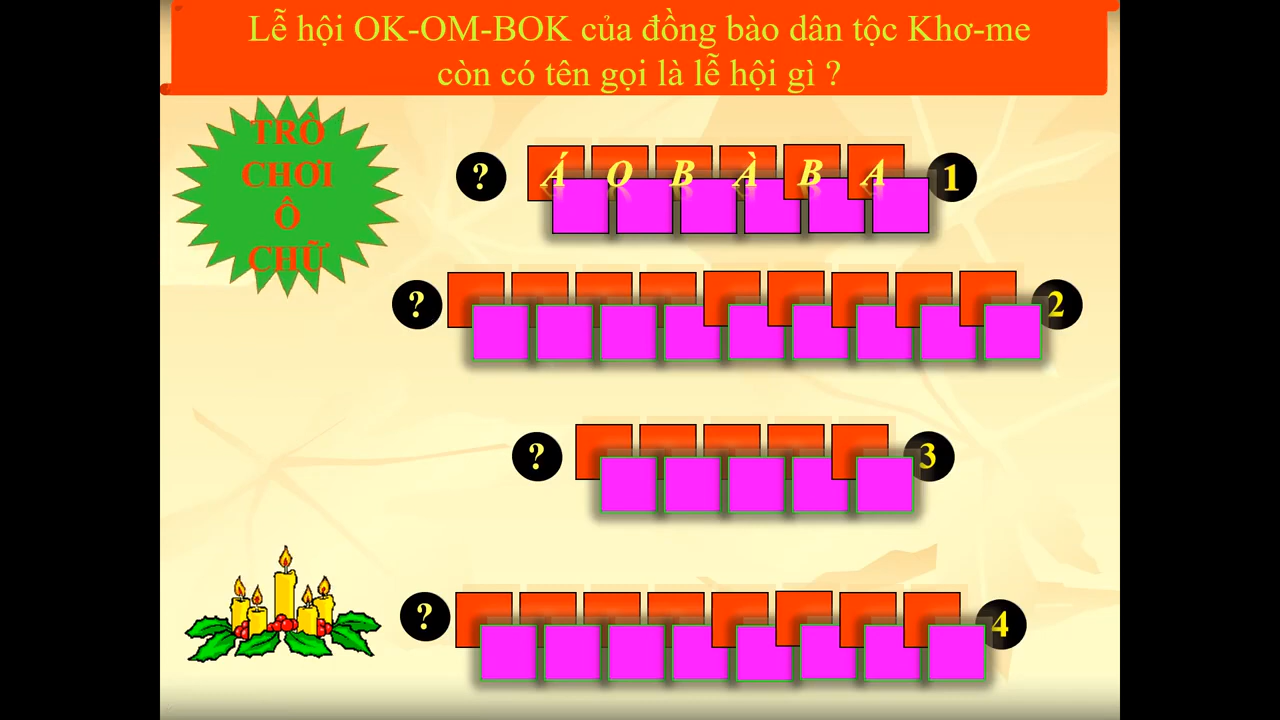 Lễ hội OK-OM-BOK của đồng bào dân tộc Khơ-me
còn có tên gọi là lễ hội gì ?
TRÒ
CHƠI
Ô
CHỮ
? Á O B À B A 1
? 2
? 3
? 4